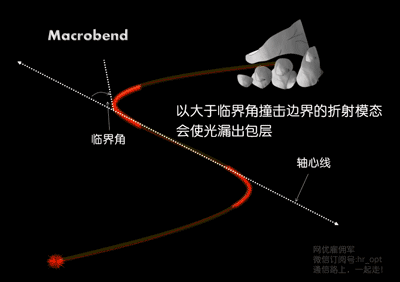 Macrobend
以大于临界角撞击边界的折射模态
会使光漏出包层
临界角
轴心线
网优雇佣军
微信订阅号:hr_opt
通信路上，一起走!